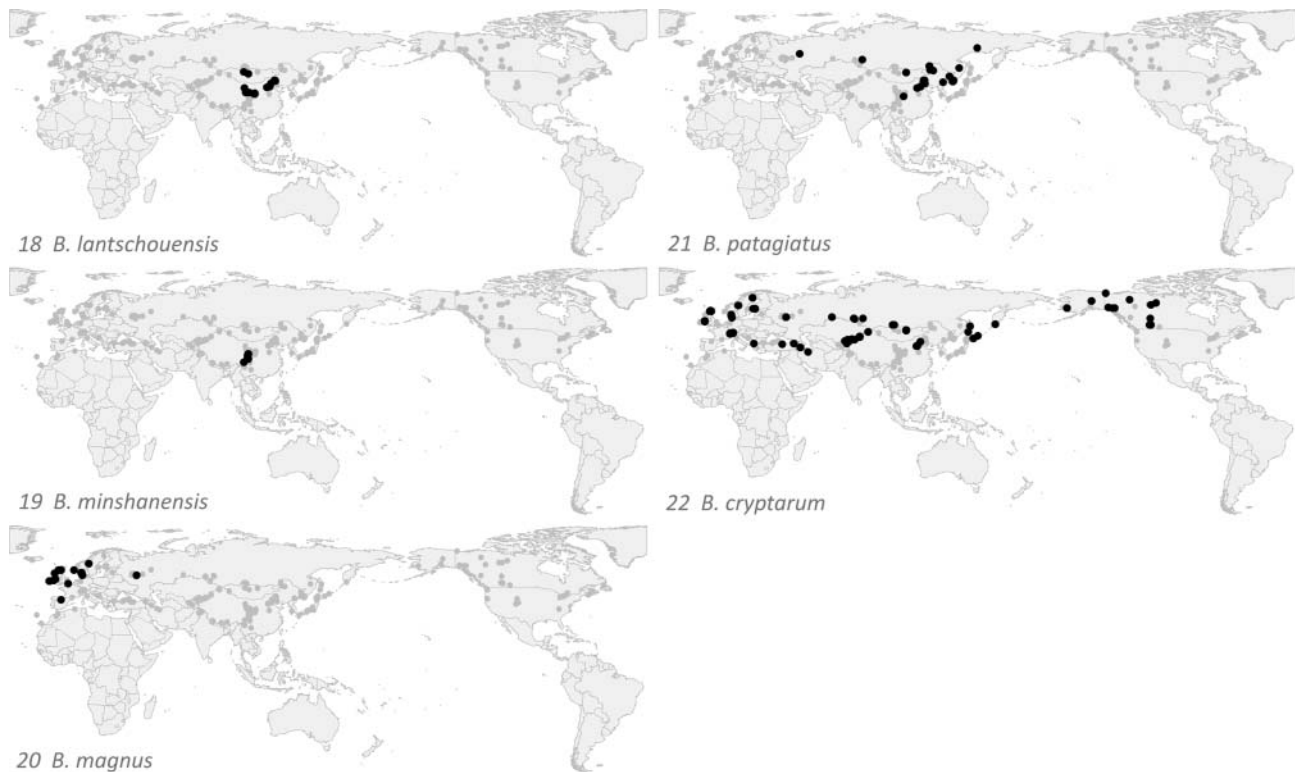 18 B. lantschouensis
21 B. patagiatus
19 B. minshanensis
22 B. cryptarum
20 B. magnus